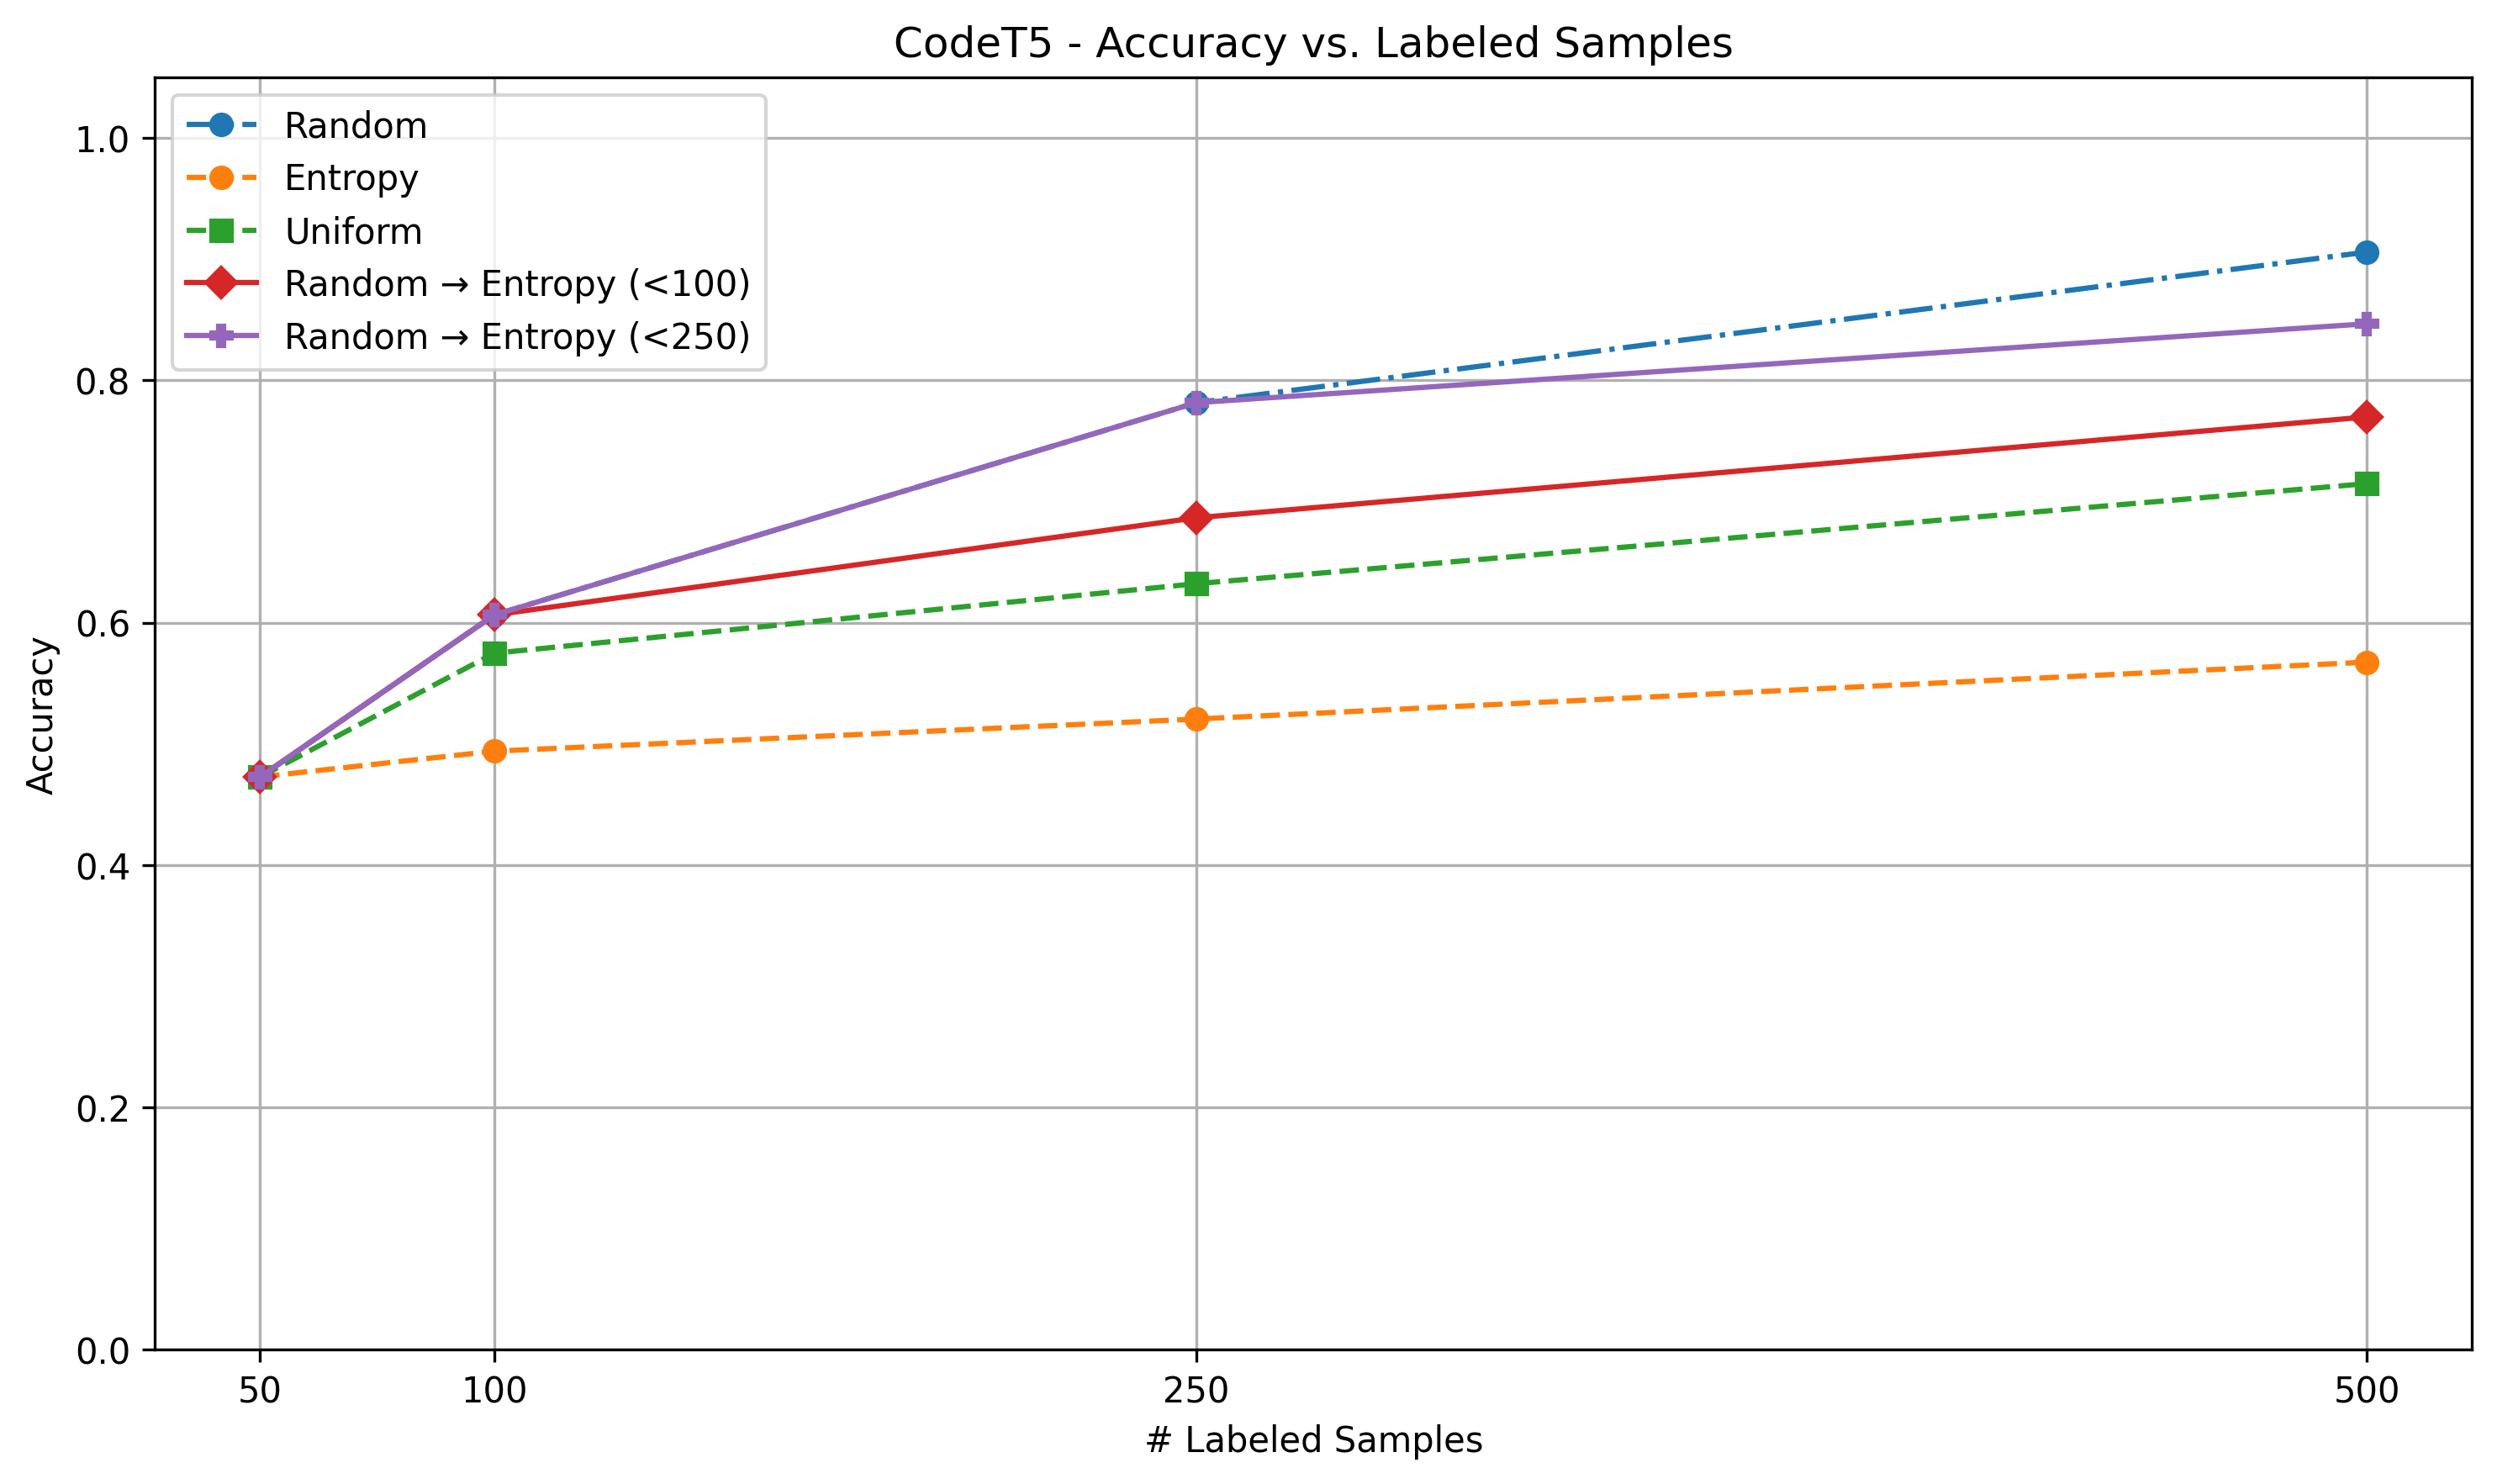 CodeT5 - Accuracy vs. Labeled Samples
Random
Entropy
Uniform
Random → Entropy (<100)
Random → Entropy (<250)
Accuracy
1.0
0.8
0.6
0.4
0.2
0.0
50
100
250
500
# Labeled Samples